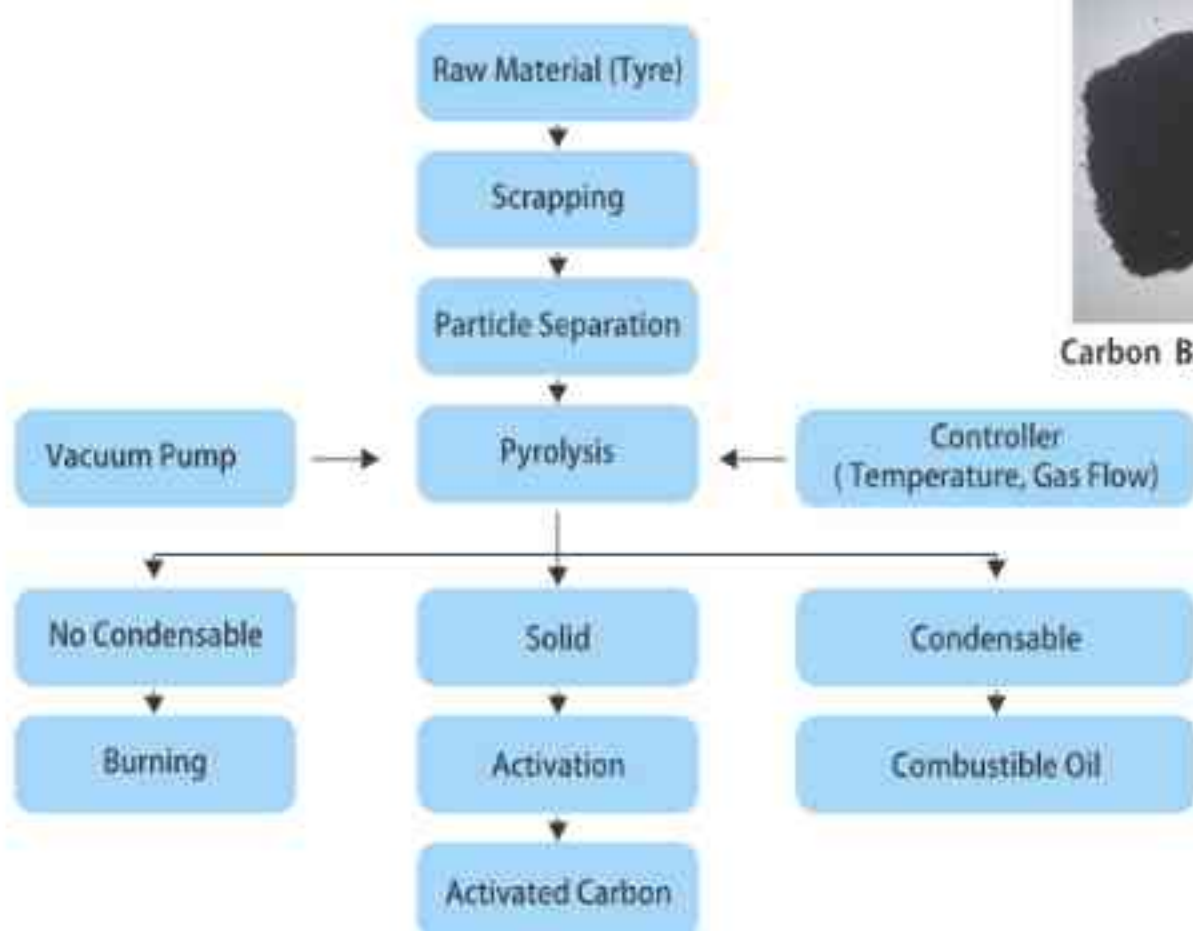 Raw Material (Tyre)
Scrapping
Particle Separation
Carbon
Vacuum Pump
Pyrolysis
Controller
( Temperature, Gas Flow)
No Condensable
Solid
Condensable
Burning
Activation
Combustible Oil
Activated Carbon